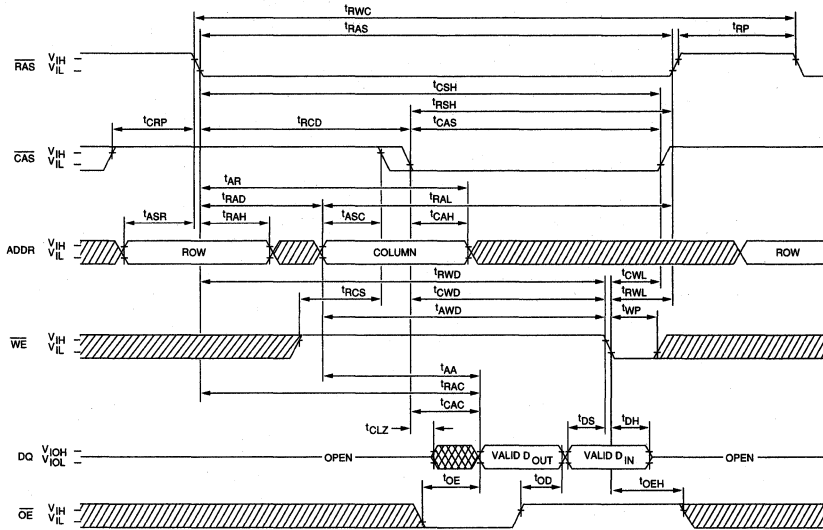 tRWC
tRAS
tRP
RAS VIH
VIL
tCSH
tRSH
tCRP
tRCD
tCAS
CAS VIH
VIL
tAR
tRAD
tRAL
tASR
tRAH
tASC
tCAH
ADDR VIH
VIL
ROW
COLUMN
ROW
tRWD
tCWL
tRCS
tCWD
tRWL
tAWD
tWP
WE VIH
VIL
tAA
tRAC
tCAC
tCLZ
tDS
tDH
DQ VIOH
VIOL
OPEN
VALID DOUT
VALID DIN
OPEN
tOE
tOD
tOEH
OE VIH
VIL